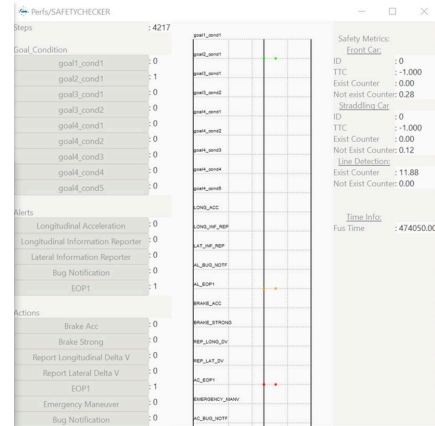 Perfs/SAFETYCHECKER
Steps : 4217
Goal_Condition
goal1_cond1 : 0
goal2_cond1 : 1
goal3_cond1 : 0
goal3_cond2 : 0
goal4_cond1 : 0
goal4_cond2 : 0
goal4_cond3 : 0
goal4_cond4 : 0
goal4_cond5 : 0
Alerts
Longitudinal Acceleration : 0
Longitudinal Information Reporter : 0
Lateral Information Reporter : 0
Bug Notification : 0
EOP1 : 1
Actions
Brake Acc : 0
Brake Strong : 0
Report Longitudinal Delta V : 0
Report Lateral Delta V : 0
EOP1 : 1
Emergency Maneuver : 0
Bug Notification : 0
goal1_cond1
goal2_cond1
goal3_cond1
goal3_cond2
goal4_cond1
goal4_cond2
goal4_cond3
goal4_cond4
goal4_cond5
LONG_ACC
LONG_INF_REP
LAT_INF_REP
AL_BUG_NOTF
AL_EOP1
BRAKE_ACC
BRAKE_STRONG
REP_LONG_DV
REP_LAT_DV
AC_EOP1
EMERGENCY_MANV
AC_BUG_NOTF
Safety Metrics:
Front Car:
ID : 0
TTC : -1.000
Exist Counter : 0.00
Not exist Counter: 0.28
Straddling Car
ID : 0
TTC : -1.000
Exist Counter : 0.00
Not Exist Counter: 0.12
Line Detection:
Exist Counter : 11.88
Not Exist Counter: 0.00
Time Info:
Fus Time : 474050.00